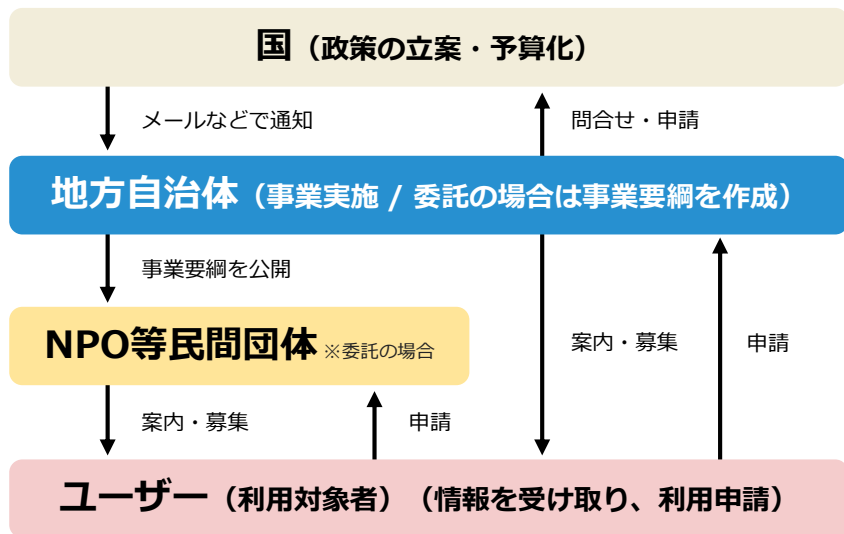 国（政策の立案・予算化）
メールなどで通知
問合せ・申請
地方自治体（事業実施 / 委託の場合は事業要綱を作成）
事業要綱を公開
NPO等民間団体 ※委託の場合
案内・募集
申請
案内・募集
申請
ユーザー（利用対象者）（情報を受け取り、利用申請）